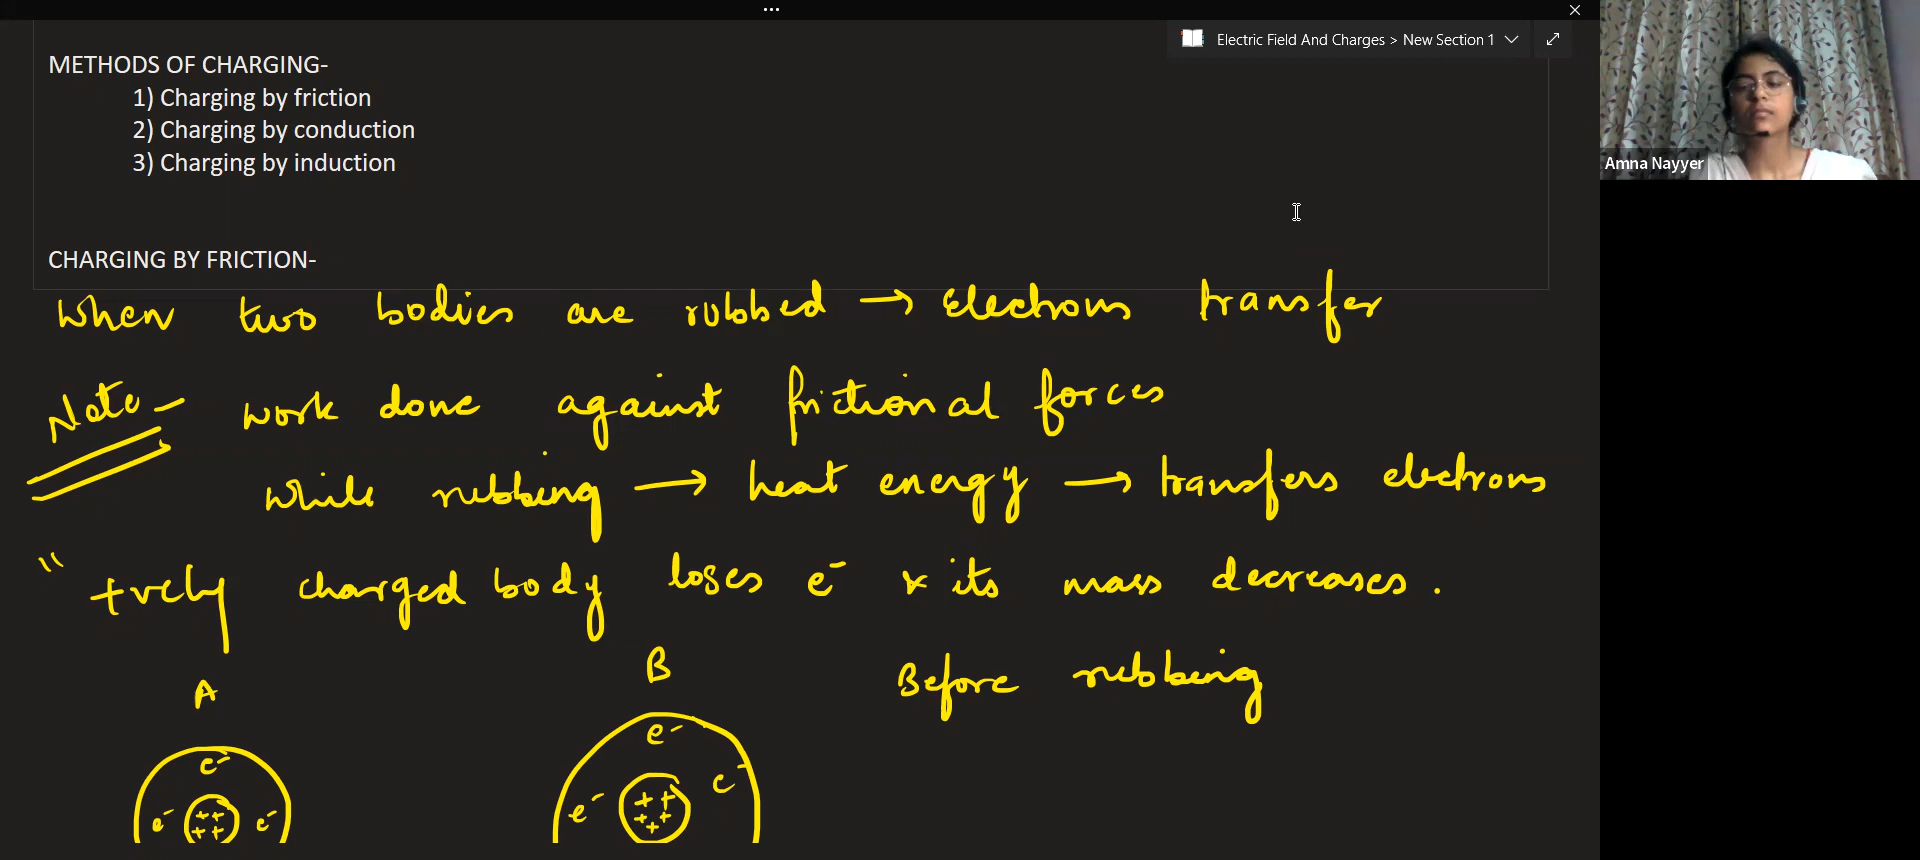 ...
Electric Field And Charges > New Section 1
METHODS OF CHARGING-
1) Charging by friction
2) Charging by conduction
3) Charging by induction
Amna Nayyer
CHARGING BY FRICTION-
When two bodies are rubbed → Electrons transfer
Note - work done against frictional forces
while rubbing → heat energy → transfers electrons
" +vely charged body loses e⁻ & its mass decreases.
A
B
Before rubbing
e⁻
e⁻ ++ ++ e⁻
e⁻
e⁻ ++ +++ e⁻